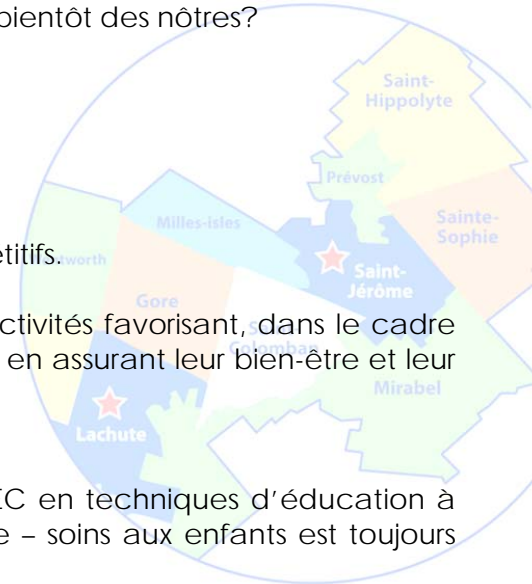 bientôt des nôtres?
Saint-
Hippolyte
Prévost
Milles-isles
Sainte-
Sophie
étitifs.
worth
Saint-
Jérôme
Gore
ctivités favorisant, dans le cadre
Colomban
en assurant leur bien-être et leur
Mirabel
Lachute
EC en techniques d'éducation à
e – soins aux enfants est toujours